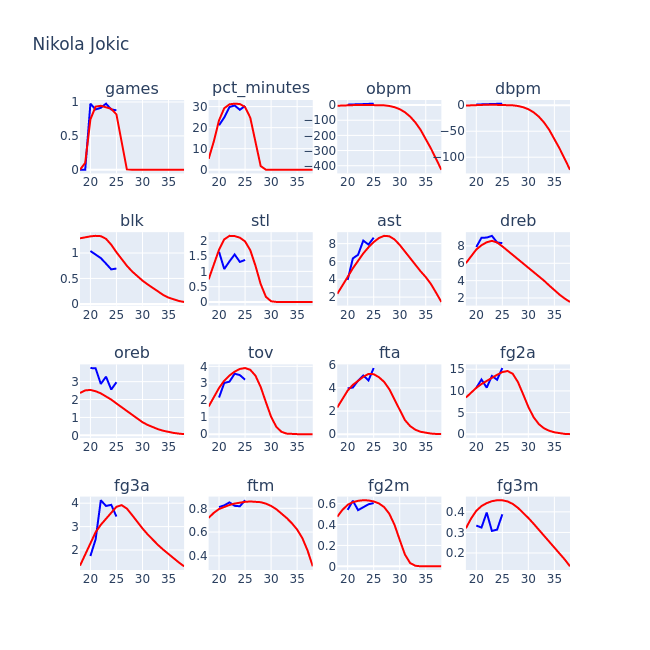 Nikola Jokic
games pct_minutes obpm dbpm
1 0.5 0 20 25 30 35
30 20 10 0 20 25 30 35
0 −100 −200 −300 −400 20 25 30 35
0 −50 −100 20 25 30 35
blk stl ast dreb
1 0.5 0 20 25 30 35
2 1.5 1 0.5 0 20 25 30 35
8 6 4 2 20 25 30 35
8 6 4 2 20 25 30 35
oreb tov fta fg2a
3 2 1 0 20 25 30 35
4 3 2 1 0 20 25 30 35
6 4 2 0 20 25 30 35
15 10 5 0 20 25 30 35
fg3a ftm fg2m fg3m
4 3 2 20 25 30 35
0.8 0.6 0.4 20 25 30 35
0.6 0.4 0.2 0 20 25 30 35
0.4 0.3 0.2 20 25 30 35